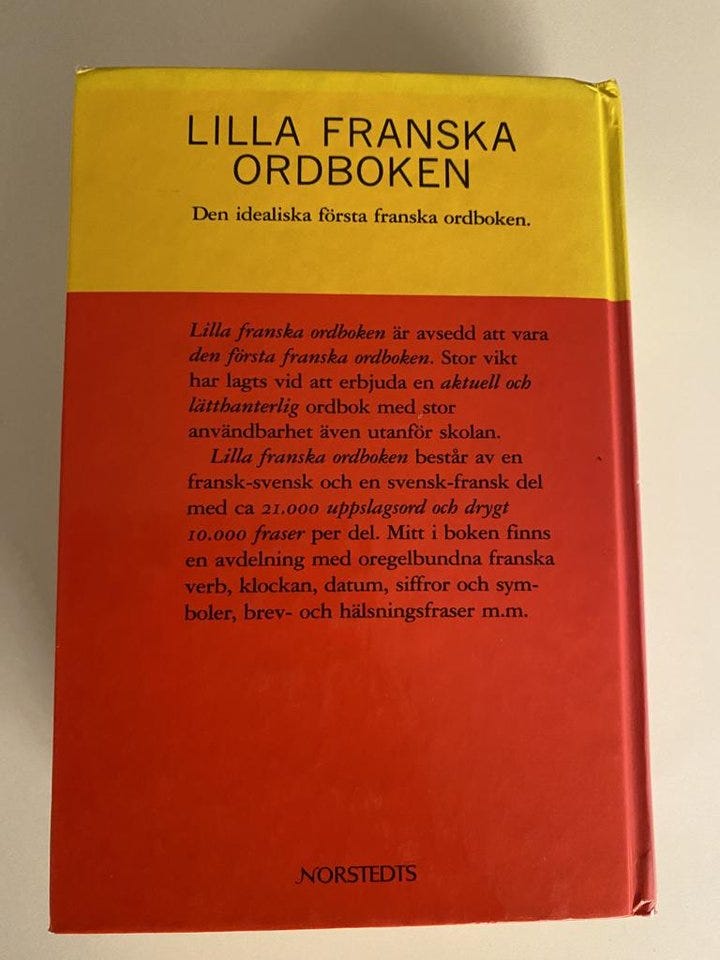 LILLA FRANSKA
ORDBOKEN
Den idealiska första franska ordboken.
Lilla franska ordboken är avsedd att vara
den första franska ordboken. Stor vikt
har lagts vid att erbjuda en aktuell och
lätthanterlig ordbok med stor
användbarhet även utanför skolan.
Lilla franska ordboken består av en
fransk-svensk och en svensk-fransk del
med ca 21.000 uppslagsord och drygt
10.000 fraser per del. Mitt i boken finns
en avdelning med oregelbundna franska
verb, klockan, datum, siffror och sym-
boler, brev- och hälsningsfraser m.m.
NORSTEDTS